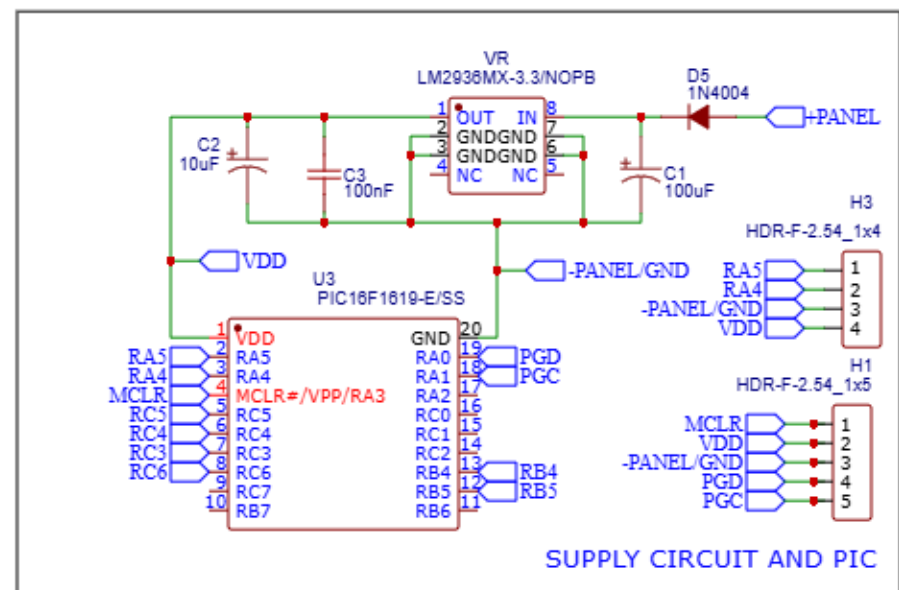 VR
LM2936MX-3.3/NOPB
D5
1N4004
1 OUT IN 8
2 GND GND 7
3 GND GND 6
4 NC NC 5
+PANEL
C2
10uF
C3
100nF
C1
100uF
VDD
-PANEL/GND
H3
HDR-F-2.54_1x4
RA5 1
RA4 2
-PANEL/GND 3
VDD 4
U3
PIC16F1619-E/SS
1 VDD GND 20
RA5 2 RA5 RA0 19 PGD
RA4 3 RA4 RA1 18 PGC
MCLR 4 MCLR#/VPP/RA3 RA2 17
RC5 5 RC5 RC0 16
RC4 6 RC4 RC1 15
RC3 7 RC3 RC2 14
RC6 8 RC6 RB4 13 RB4
9 RC7 RB5 12 RB5
10 RB7 RB6 11
H1
HDR-F-2.54_1x5
MCLR 1
VDD 2
-PANEL/GND 3
PGD 4
PGC 5
SUPPLY CIRCUIT AND PIC